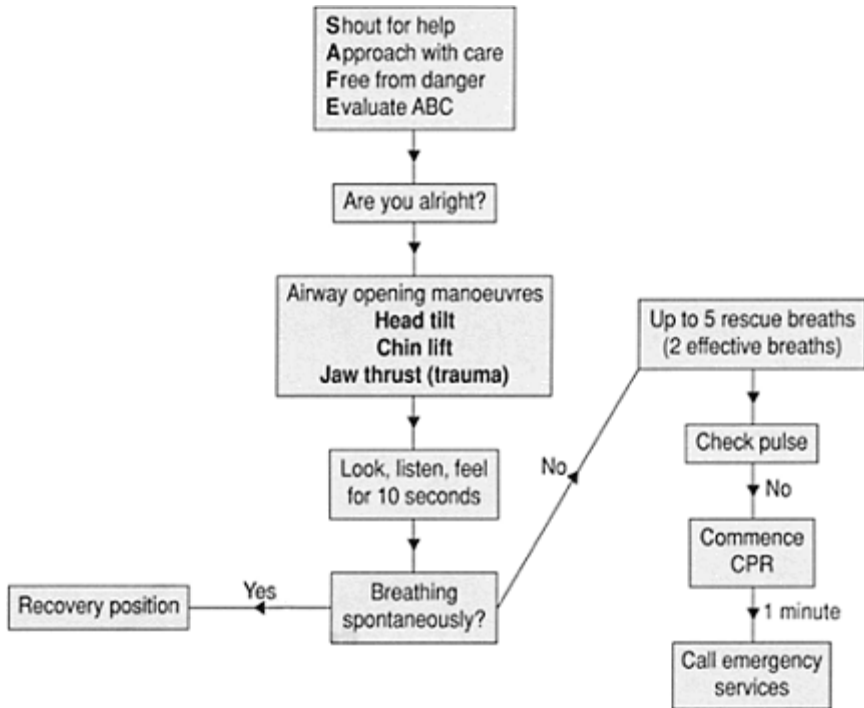 Shout for help
Approach with care
Free from danger
Evaluate ABC
Are you alright?
Airway opening manoeuvres
Head tilt
Chin lift
Jaw thrust (trauma)
Look, listen, feel
for 10 seconds
Breathing
spontaneously?
Yes
Recovery position
No
Up to 5 rescue breaths
(2 effective breaths)
Check pulse
No
Commence
CPR
1 minute
Call emergency
services